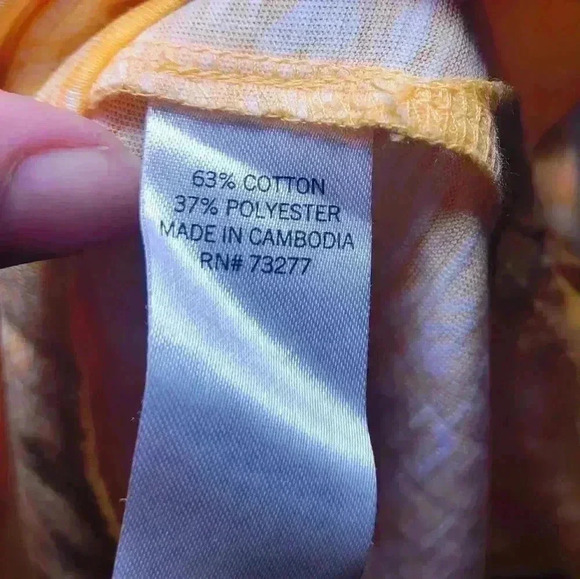 63% COTTON
37% POLYESTER
MADE IN CAMBODIA
RN# 73277